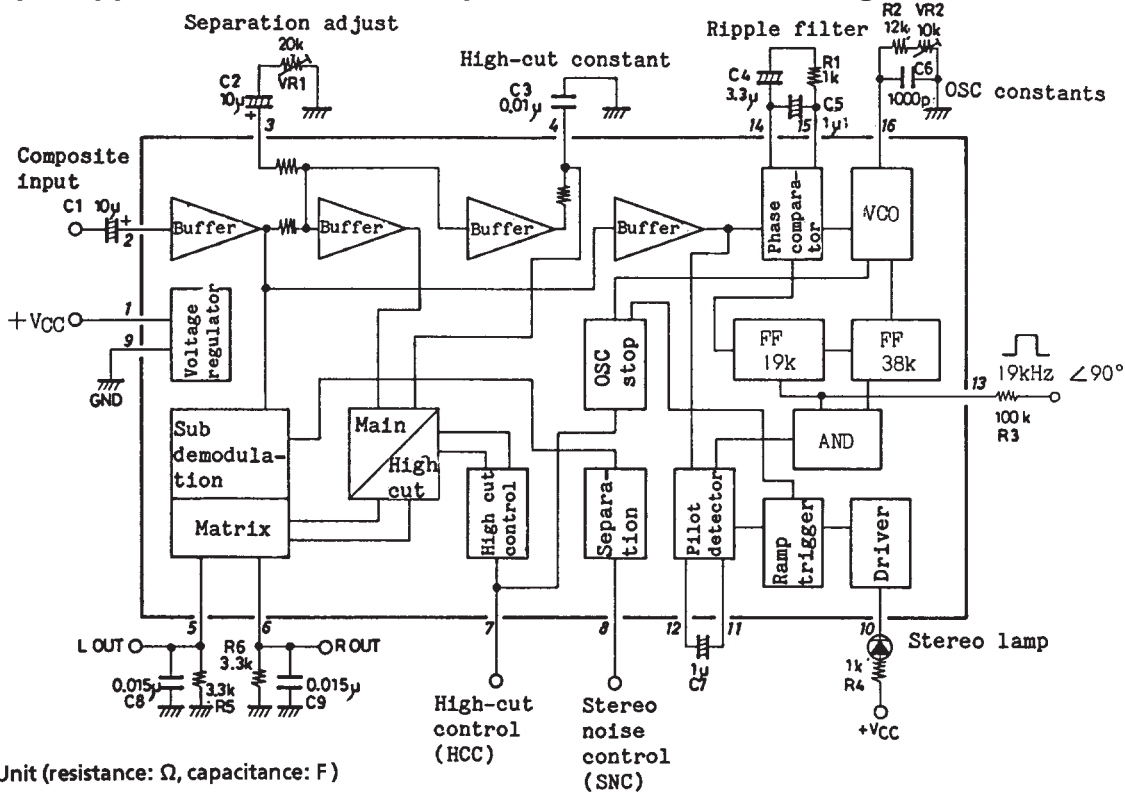 Separation adjust
20k
VR1
C2
10μ
+
3
High-cut constant
C3
0.01μ
4
Ripple filter
C4
3.3μ
R1
1k
C5
14
15
R2
12k
VR2
10k
C6
1000p
OSC constants
16
Composite
input
C1 10μ
+
2
Buffer
Buffer
Buffer
Buffer
Phase
compara-
tor
VCO
+VCC
1
9
GND
Voltage
regulator
OSC
stop
FF
19k
FF
38k
19kHz ∠90°
13
100k
R3
AND
Sub
demodula-
tion
Matrix
Main
High
cut
High cut
control
Separa-
tion
Pilot
detector
Ramp
trigger
Driver
5
6
7
8
12
11
10
L OUT
R6
3.3k
R OUT
0.015μ
C8
3.3k
R5
0.015μ
C9
1μ
C7
Stereo lamp
1k
R4
+VCC
High-cut
control
(HCC)
Stereo
noise
control
(SNC)
Unit (resistance: Ω, capacitance: F)